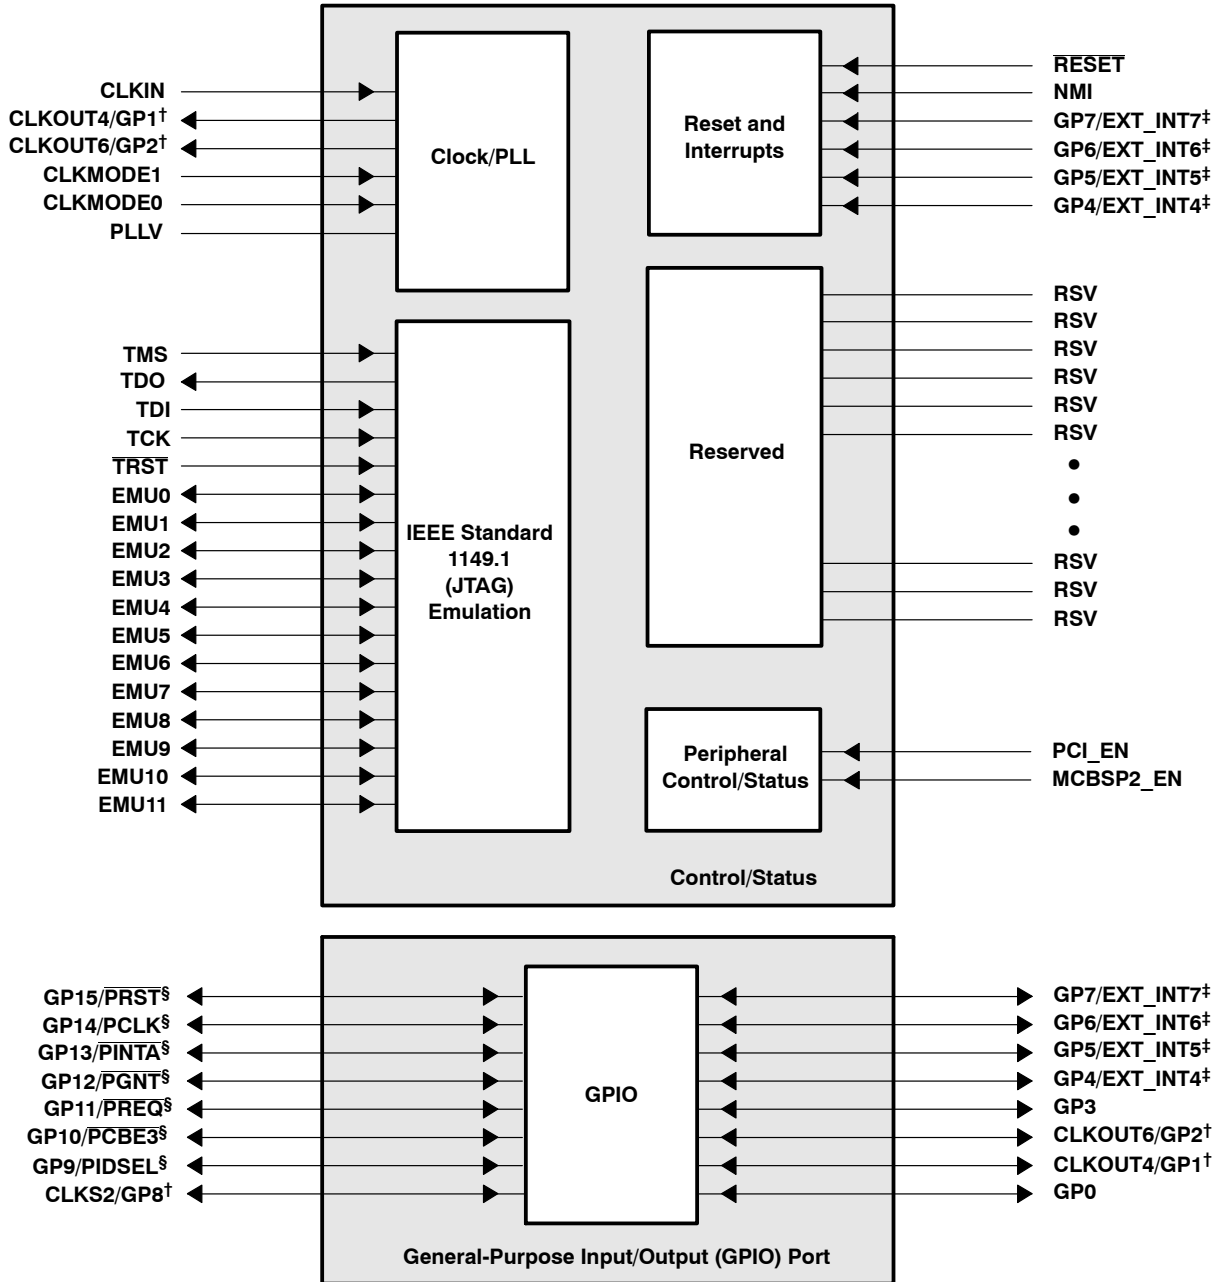 CLKIN
CLKOUT4/GP1†
CLKOUT6/GP2†
CLKMODE1
CLKMODE0
PLLV
Clock/PLL
Reset and
Interrupts
RESET
NMI
GP7/EXT_INT7‡
GP6/EXT_INT6‡
GP5/EXT_INT5‡
GP4/EXT_INT4‡
TMS
TDO
TDI
TCK
TRST
EMU0
EMU1
EMU2
EMU3
EMU4
EMU5
EMU6
EMU7
EMU8
EMU9
EMU10
EMU11
IEEE Standard
1149.1
(JTAG)
Emulation
Reserved
RSV
RSV
RSV
RSV
RSV
RSV
RSV
RSV
RSV
Peripheral
Control/Status
PCI_EN
MCBSP2_EN
Control/Status
GP15/PRST§
GP14/PCLK§
GP13/PINTA§
GP12/PGNT§
GP11/PREQ§
GP10/PCBE3§
GP9/PIDSEL§
CLKS2/GP8†
GPIO
GP7/EXT_INT7‡
GP6/EXT_INT6‡
GP5/EXT_INT5‡
GP4/EXT_INT4‡
GP3
CLKOUT6/GP2†
CLKOUT4/GP1†
GP0
General-Purpose Input/Output (GPIO) Port